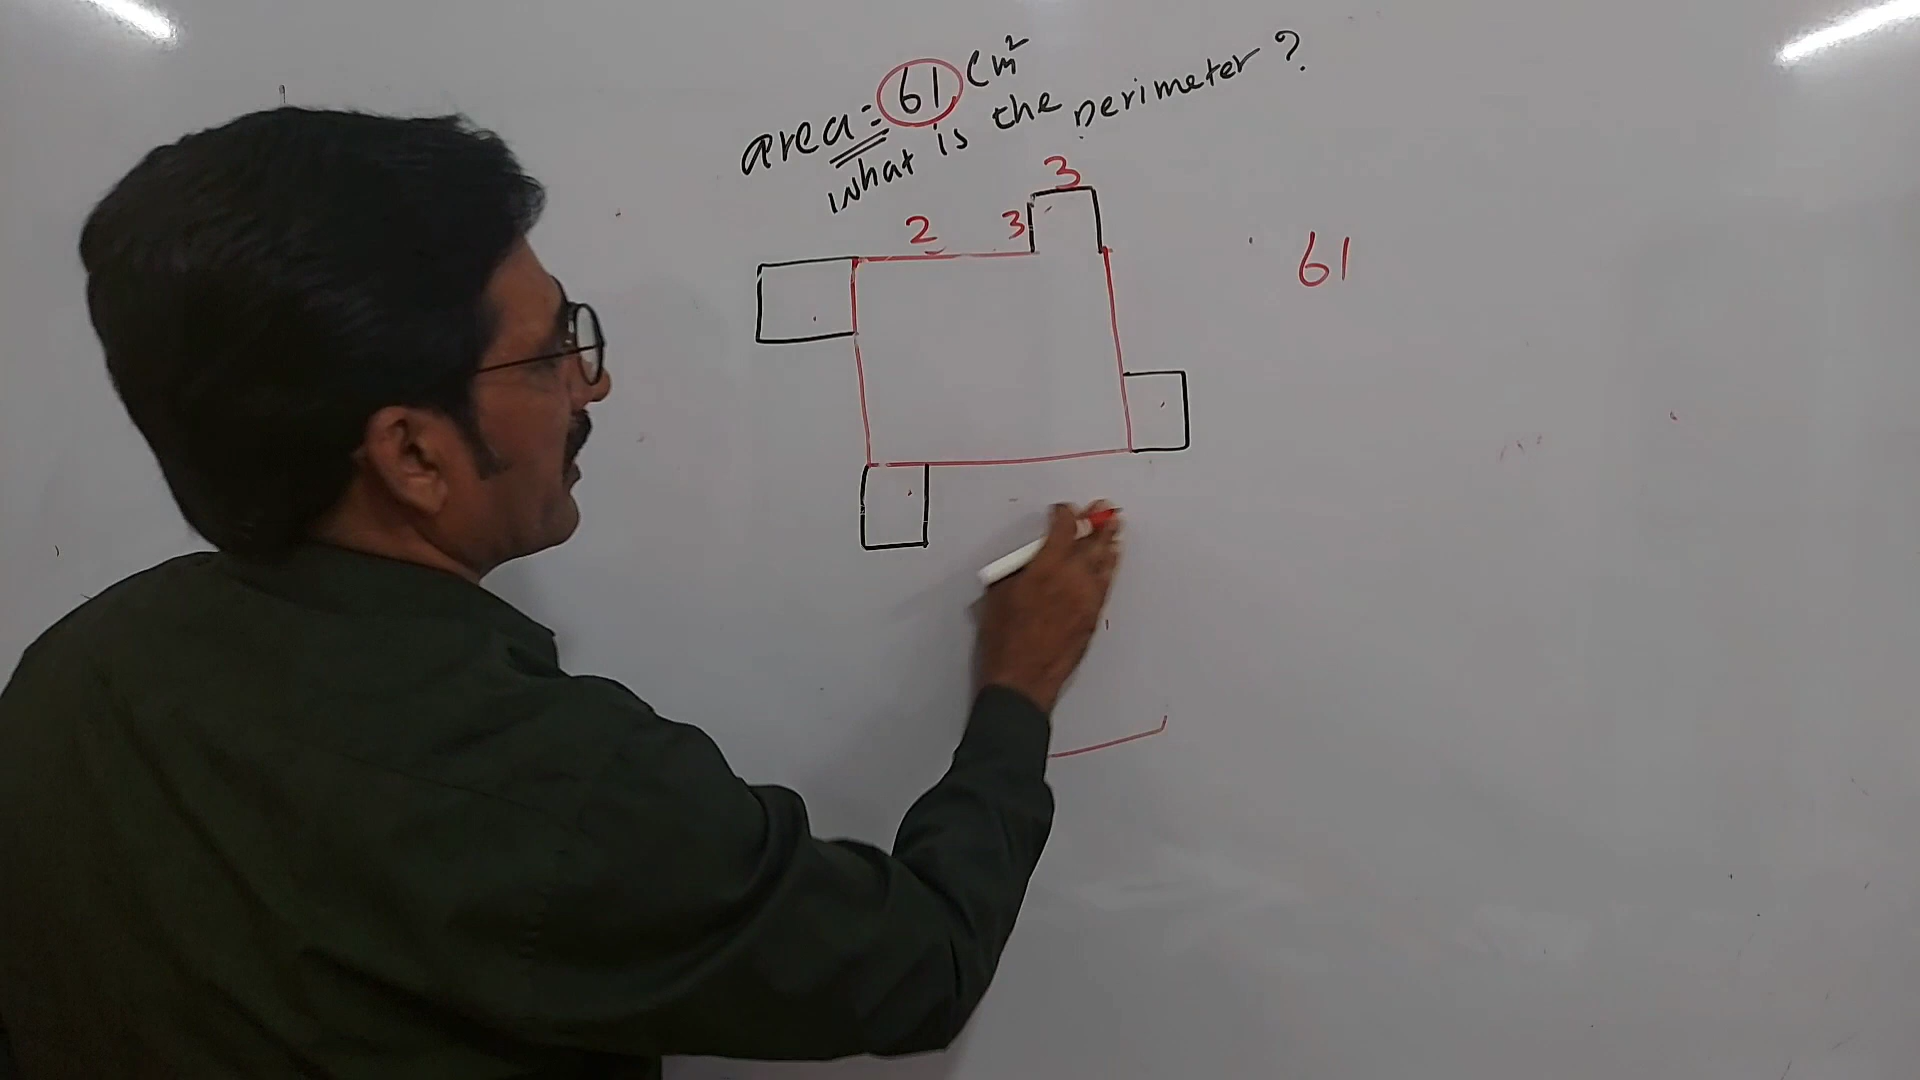 area = 61 cm²
what is the perimeter ?
3
2 3
61